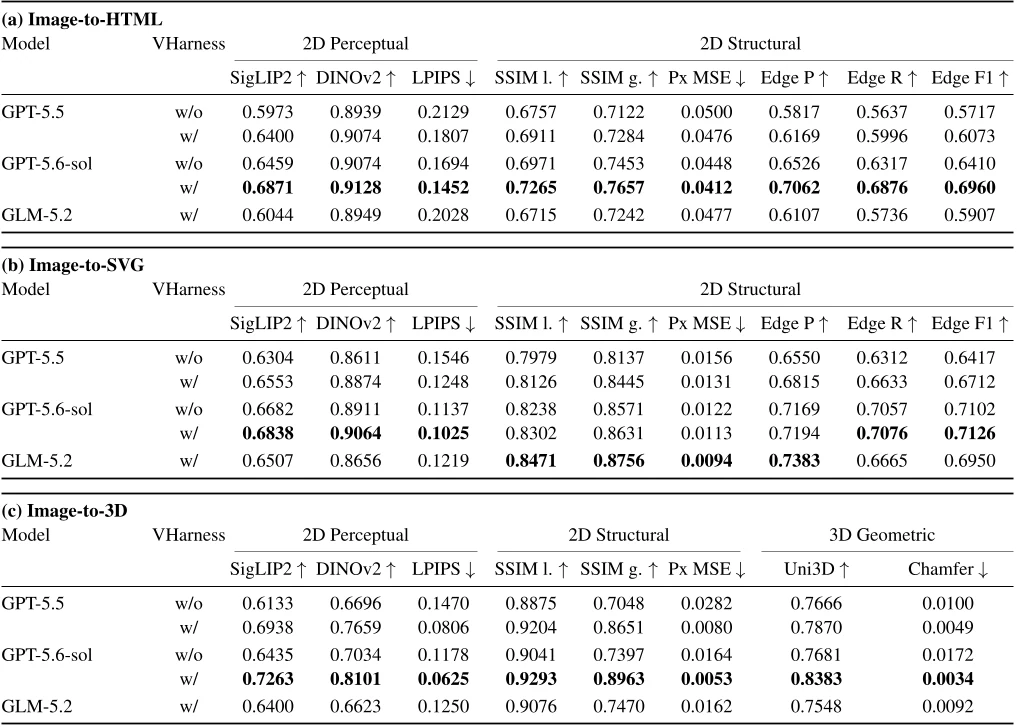 (a) Image-to-HTML
Model VHarness 2D Perceptual 2D Structural
SigLIP2 ↑ DINOv2 ↑ LPIPS ↓ SSIM l. ↑ SSIM g. ↑ Px MSE ↓ Edge P ↑ Edge R ↑ Edge F1 ↑
GPT-5.5 w/o 0.5973 0.8939 0.2129 0.6757 0.7122 0.0500 0.5817 0.5637 0.5717
w/ 0.6400 0.9074 0.1807 0.6911 0.7284 0.0476 0.6169 0.5996 0.6073
GPT-5.6-sol w/o 0.6459 0.9074 0.1694 0.6971 0.7453 0.0448 0.6526 0.6317 0.6410
w/ 0.6871 0.9128 0.1452 0.7265 0.7657 0.0412 0.7062 0.6876 0.6960
GLM-5.2 w/ 0.6044 0.8949 0.2028 0.6715 0.7242 0.0477 0.6107 0.5736 0.5907
(b) Image-to-SVG
Model VHarness 2D Perceptual 2D Structural
SigLIP2 ↑ DINOv2 ↑ LPIPS ↓ SSIM l. ↑ SSIM g. ↑ Px MSE ↓ Edge P ↑ Edge R ↑ Edge F1 ↑
GPT-5.5 w/o 0.6304 0.8611 0.1546 0.7979 0.8137 0.0156 0.6550 0.6312 0.6417
w/ 0.6553 0.8874 0.1248 0.8126 0.8445 0.0131 0.6815 0.6633 0.6712
GPT-5.6-sol w/o 0.6682 0.8911 0.1137 0.8238 0.8571 0.0122 0.7169 0.7057 0.7102
w/ 0.6838 0.9064 0.1025 0.8302 0.8631 0.0113 0.7194 0.7076 0.7126
GLM-5.2 w/ 0.6507 0.8656 0.1219 0.8471 0.8756 0.0094 0.7383 0.6665 0.6950
(c) Image-to-3D
Model VHarness 2D Perceptual 2D Structural 3D Geometric
SigLIP2 ↑ DINOv2 ↑ LPIPS ↓ SSIM l. ↑ SSIM g. ↑ Px MSE ↓ Uni3D ↑ Chamfer ↓
GPT-5.5 w/o 0.6133 0.6696 0.1470 0.8875 0.7048 0.0282 0.7666 0.0100
w/ 0.6938 0.7659 0.0806 0.9204 0.8651 0.0080 0.7870 0.0049
GPT-5.6-sol w/o 0.6435 0.7034 0.1178 0.9041 0.7397 0.0164 0.7681 0.0172
w/ 0.7263 0.8101 0.0625 0.9293 0.8963 0.0053 0.8383 0.0034
GLM-5.2 w/ 0.6400 0.6623 0.1250 0.9076 0.7470 0.0162 0.7548 0.0092